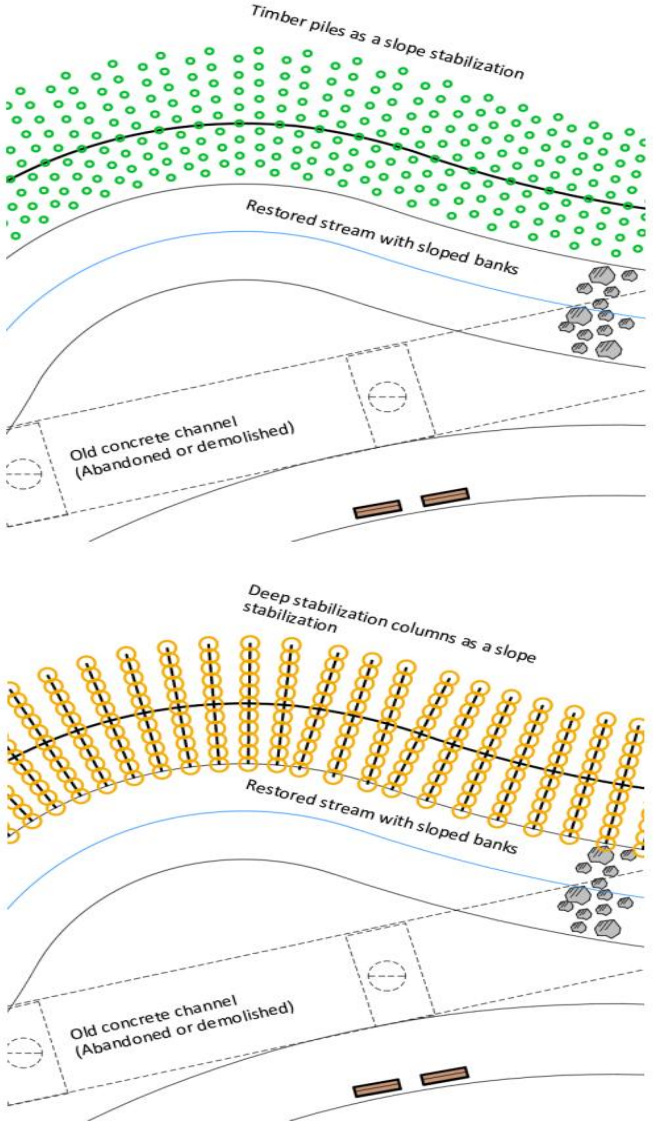 Timber piles as a slope stabilization
Restored stream with sloped banks
Old concrete channel
(Abandoned or demolished)
Deep stabilization columns as a slope
stabilization
Restored stream with sloped banks
Old concrete channel
(Abandoned or demolished)